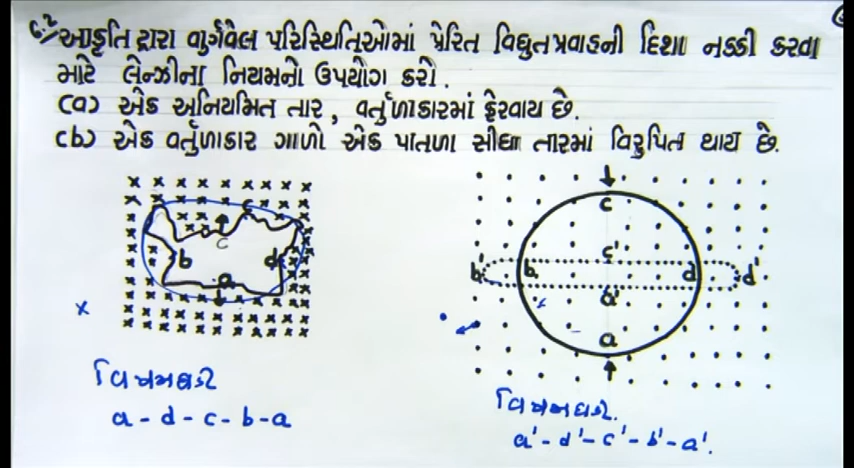 6.2 આકૃતિ દ્વારા વર્ણવેલ પરિસ્થિતિઓમાં પ્રેરિત વિદ્યુતપ્રવાહની દિશા નક્કી કરવા
માટે લેન્ઝના નિયમનો ઉપયોગ કરો.
(a) એક અનિયમિત તાર, વર્તુળાકારમાં ફેરવાય છે.
(b) એક વર્તુળાકાર ગાળો એક પાતળા સીધા તારમાં વિરુપિત થાય છે.
c
b d
a
c
c'
b' b d d'
a'
a
વિષમઘડી
a - d - c - b - a
વિષમઘડી.
a' - d' - c' - b' - a'.